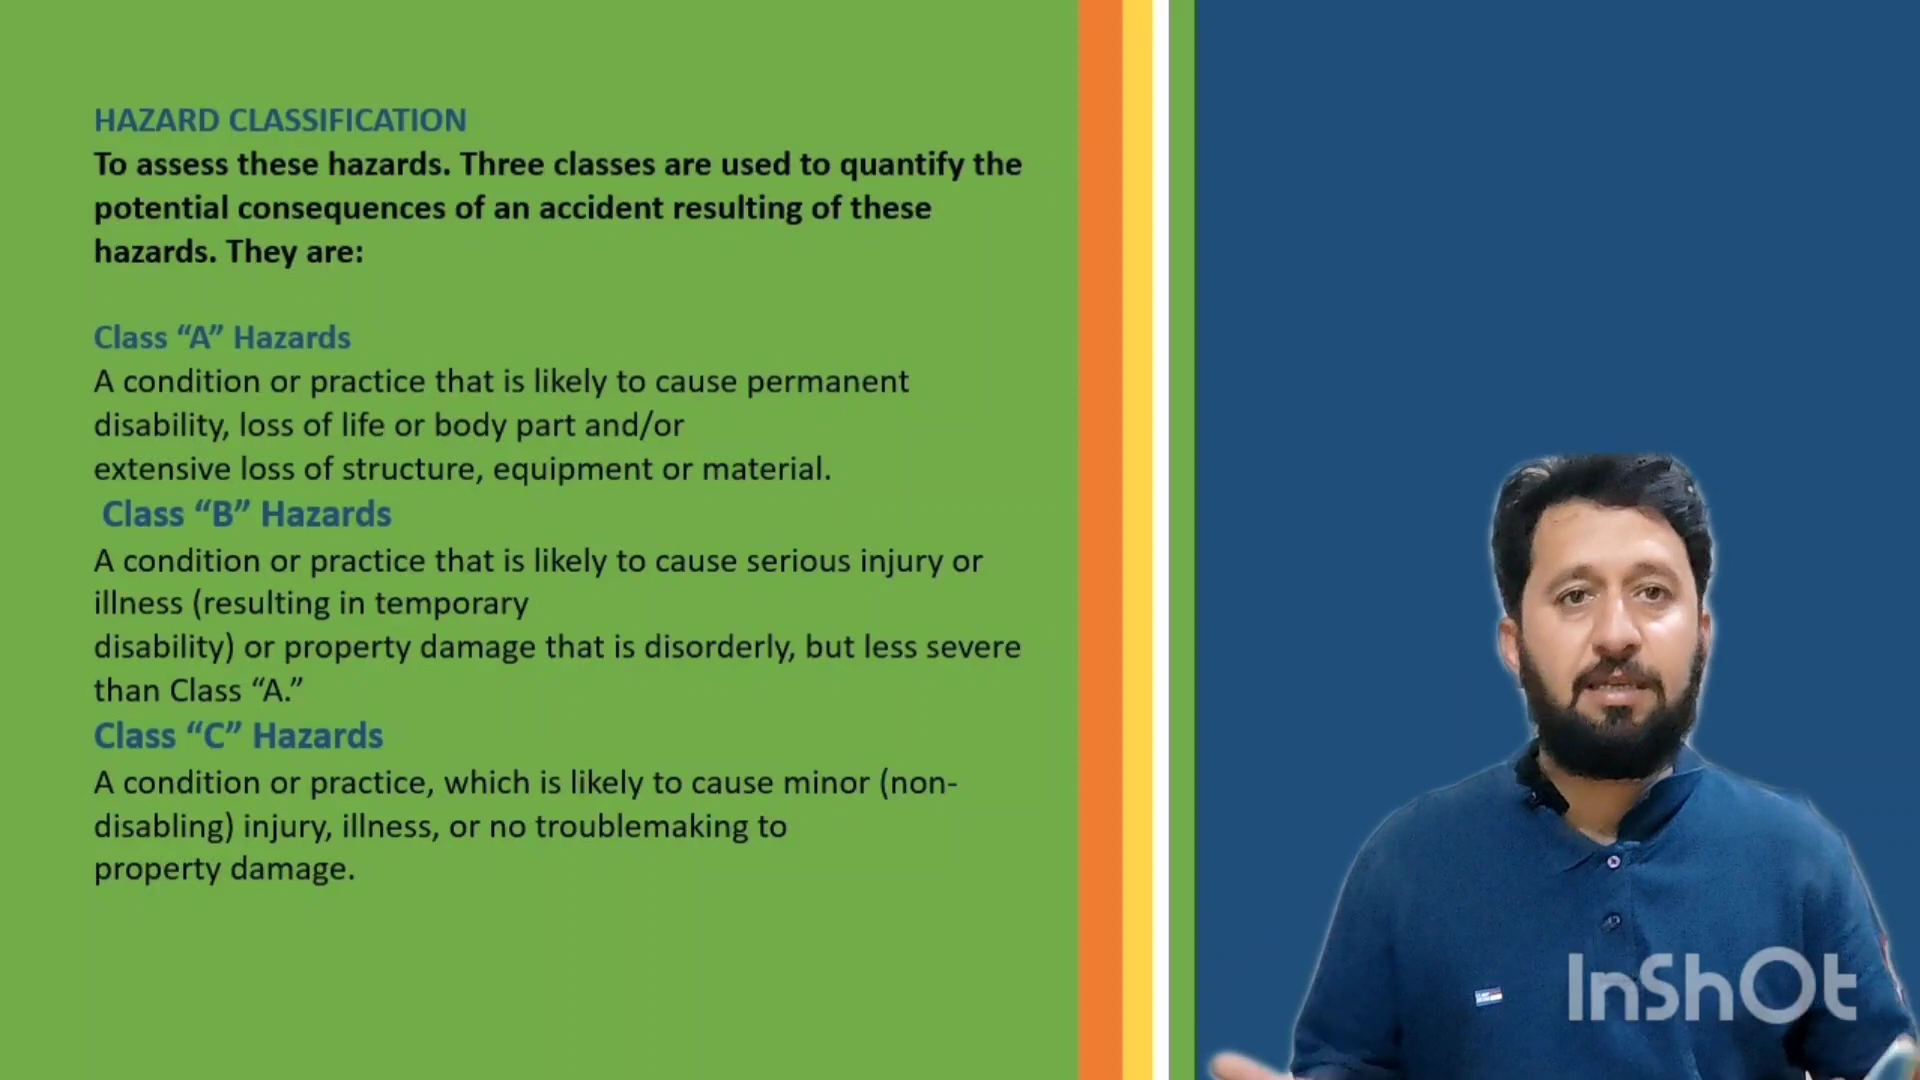 HAZARD CLASSIFICATION
To assess these hazards. Three classes are used to quantify the
potential consequences of an accident resulting of these
hazards. They are:
Class “A” Hazards
A condition or practice that is likely to cause permanent
disability, loss of life or body part and/or
extensive loss of structure, equipment or material.
Class “B” Hazards
A condition or practice that is likely to cause serious injury or
illness (resulting in temporary
disability) or property damage that is disorderly, but less severe
than Class “A.”
Class “C” Hazards
A condition or practice, which is likely to cause minor (non-
disabling) injury, illness, or no troublemaking to
property damage.
InShOt